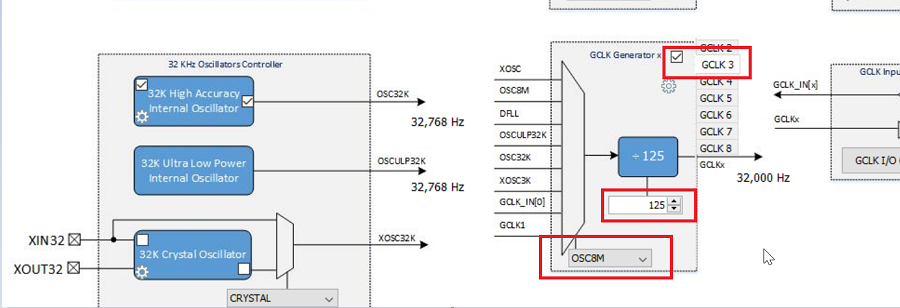 32 KHz Oscillators Controller
32K High Accuracy
Internal Oscillator
OSC32K
32,768 Hz
32K Ultra Low Power
Internal Oscillator
OSCULP32K
32,768 Hz
XIN32
XOUT32
32K Crystal Oscillator
XOSC32K
CRYSTAL
GCLK Generator x
GCLK 2
GCLK 3
GCLK 4
GCLK 5
GCLK 6
GCLK 7
GCLK 8
XOSC
OSC8M
DFLL
OSCULP32K
OSC32K
XOSC3K
GCLK_IN[0]
GCLK1
÷ 125
125
OSC8M
GCLKx
32,000 Hz
GCLK Inpu
GCLK_IN[x]
GCLKx
GCLK I/O